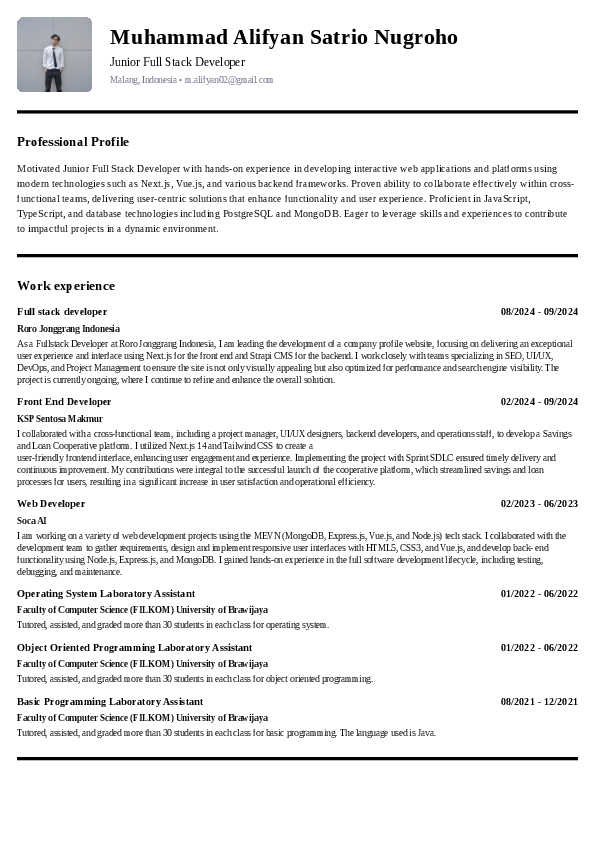 Muhammad Alifyan Satrio Nugroho
Junior Full Stack Developer
Malang, Indonesia • m.alifyan02@gmail.com
Professional Profile
Motivated Junior Full Stack Developer with hands-on experience in developing interactive web applications and platforms using
modern technologies such as Next.js, Vue.js, and various backend frameworks. Proven ability to collaborate effectively within cross-
functional teams, delivering user-centric solutions that enhance functionality and user experience. Proficient in JavaScript,
TypeScript, and database technologies including PostgreSQL and MongoDB. Eager to leverage skills and experiences to contribute
to impactful projects in a dynamic environment.
Work experience
Full stack developer 08/2024 - 09/2024
Roro Jonggrang Indonesia
As a Fullstack Developer at Roro Jonggrang Indonesia, I am leading the development of a company profile website, focusing on delivering an exceptional
user experience and interface using Next.js for the front end and Strapi CMS for the backend. I work closely with teams specializing in SEO, UI/UX,
DevOps, and Project Management to ensure the site is not only visually appealing but also optimized for performance and search engine visibility. The
project is currently ongoing, where I continue to refine and enhance the overall solution.
Front End Developer 02/2024 - 09/2024
KSP Sentosa Makmur
I collaborated with a cross-functional team, including a project manager, UI/UX designers, backend developers, and operations staff, to develop a Savings
and Loan Cooperative platform. I utilized Next.js 14 and Tailwind CSS to create a
user-friendly frontend interface, enhancing user engagement and experience. Implementing the project with Sprint SDLC ensured timely delivery and
continuous improvement. My contributions were integral to the successful launch of the cooperative platform, which streamlined savings and loan
processes for users, resulting in a significant increase in user satisfaction and operational efficiency.
Web Developer 02/2023 - 06/2023
Soca AI
I am working on a variety of web development projects using the MEVN (MongoDB, Express.js, Vue.js, and Node.js) tech stack. I collaborated with the
development team to gather requirements, design and implement responsive user interfaces with HTML5, CSS3, and Vue.js, and develop back- end
functionality using Node.js, Express.js, and MongoDB. I gained hands-on experience in the full software development lifecycle, including testing,
debugging, and maintenance.
Operating System Laboratory Assistant 01/2022 - 06/2022
Faculty of Computer Science (FILKOM) University of Brawijaya
Tutored, assisted, and graded more than 30 students in each class for operating system.
Object Oriented Programming Laboratory Assistant 01/2022 - 06/2022
Faculty of Computer Science (FILKOM) University of Brawijaya
Tutored, assisted, and graded more than 30 students in each class for object oriented programming.
Basic Programming Laboratory Assistant 08/2021 - 12/2021
Faculty of Computer Science (FILKOM) University of Brawijaya
Tutored, assisted, and graded more than 30 students in each class for basic programming. The language used is Java.